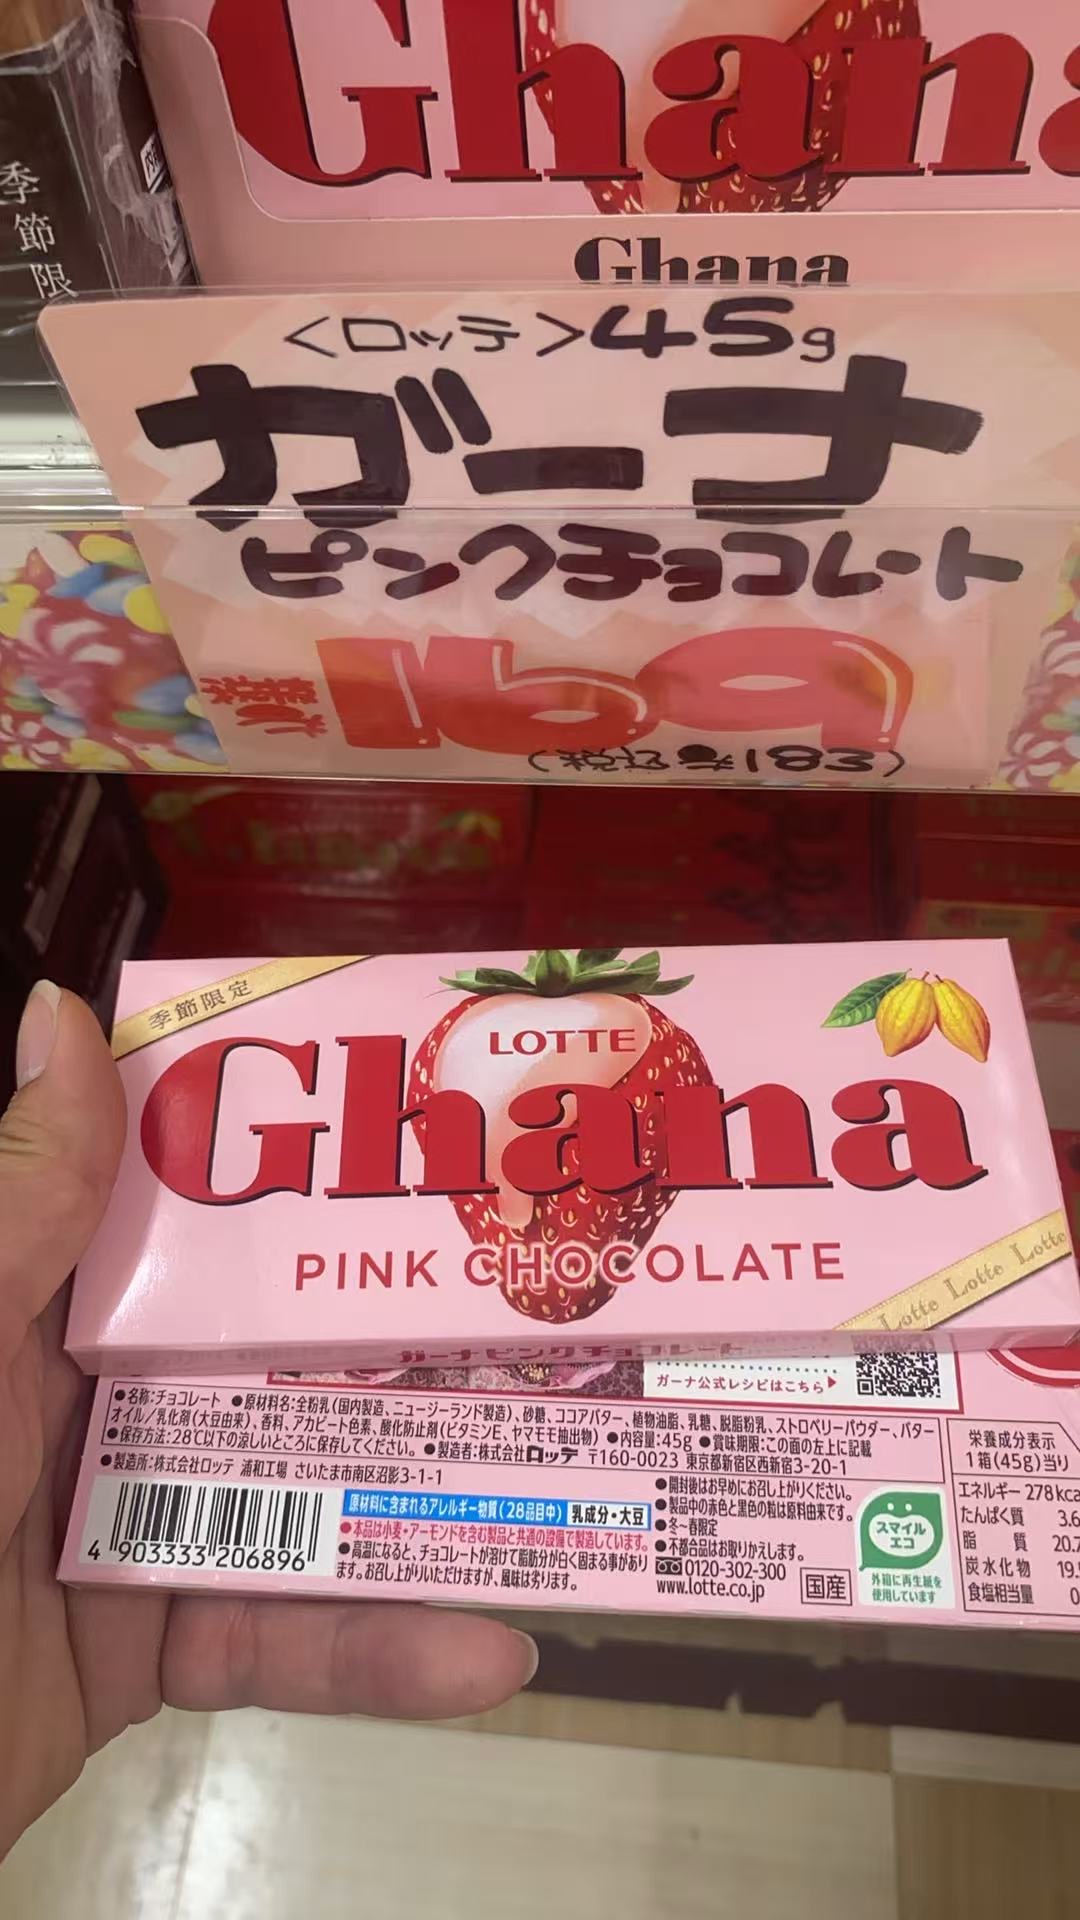 Ghana
Ghana
季節限
<ロッテ>45g
ガーナ
ピンクチョコレート
169
(税込 183)
季節限定
LOTTE
Ghana
PINK CHOCOLATE
Lotte Lotte Lotte
ガーナピンクチョコレート
ガーナ公式レシピはこちら▶
●名称:チョコレート ●原材料名:全粉乳(国内製造、ニュージーランド製造)、砂糖、ココアバター、植物油脂、乳糖、脱脂粉乳、ストロベリーパウダー、バター
オイル/乳化剤(大豆由来)、香料、アカビート色素、酸化防止剤(ビタミンE、ヤマモモ抽出物) ●内容量:45g ●賞味期限:この面の左上に記載
●保存方法:28℃以下の涼しいところに保存してください。 ●製造者:株式会社ロッテ 〒160-0023 東京都新宿区西新宿3-20-1
●製造所:株式会社ロッテ 浦和工場 さいたま市南区沼影3-1-1
4 903333 206896
原材料に含まれるアレルギー物質(28品目中) 乳成分・大豆
●本品は小麦・アーモンドを含む製品と共通の設備で製造しています。
●高温になると、チョコレートが溶けて脂肪分が白く固まる事があり
ます。お召し上がりいただけますが、風味は劣ります。
●開封後はお早めにお召し上がりください。
●製品中の赤色と黒色の粒は原料由来です。
●冬〜春限定
●不都合品はお取りかえします。
0120-302-300
www.lotte.co.jp
国産
スマイル
エコ
外箱に再生紙を
使用しています
栄養成分表示
1箱(45g)当り
エネルギー 278kca
たんぱく質 3.6
脂質 20.7
炭水化物 19.
食塩相当量 0.